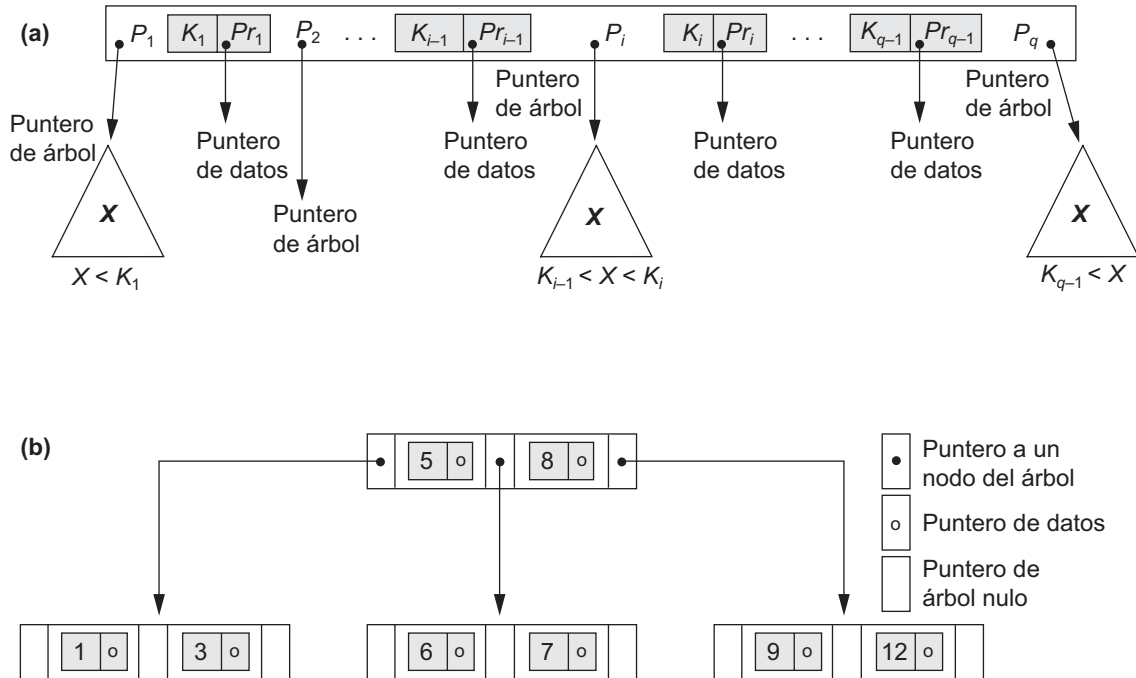 (a) P1 K1 Pr1 P2 . . . Ki–1 Pri–1 Pi Ki Pri . . . Kq–1 Prq–1 Pq
Puntero
de árbol
Puntero
de datos
Puntero
de árbol
Puntero
de datos
Puntero
de árbol
Puntero
de datos
Puntero
de datos
Puntero
de árbol
X
X
X
X < K1
Ki–1 < X < Ki
Kq–1 < X
(b)
5 o 8 o
Puntero a un
nodo del árbol
o Puntero de datos
Puntero de
árbol nulo
1 o 3 o
6 o 7 o
9 o 12 o